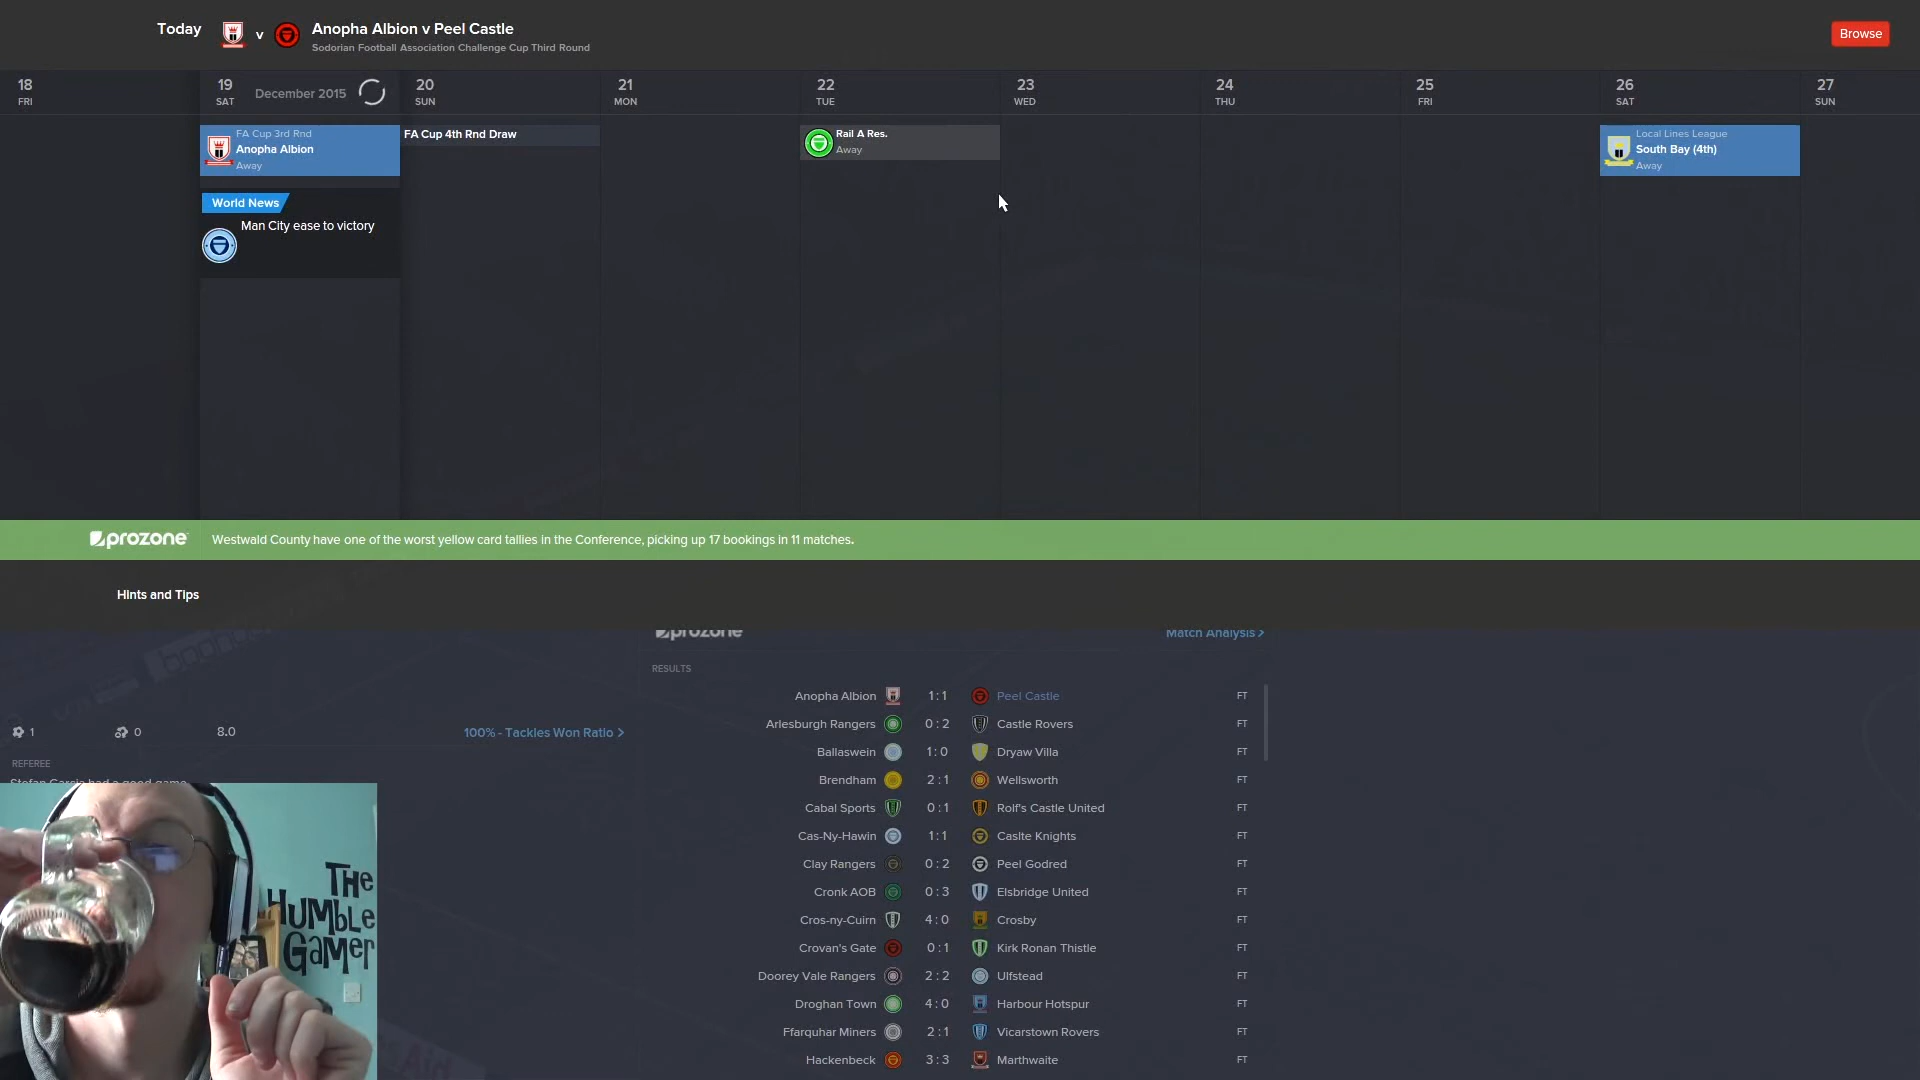 Today
v
Anopha Albion v Peel Castle
Sodorian Football Association Challenge Cup Third Round
Browse
18
FRI
19
SAT
December 2015
20
SUN
21
MON
22
TUE
23
WED
24
THU
25
FRI
26
SAT
27
SUN
FA Cup 3rd Rnd
Anopha Albion
Away
FA Cup 4th Rnd Draw
Rail A Res.
Away
Local Lines League
South Bay (4th)
Away
World News
Man City ease to victory
prozone
Westwald County have one of the worst yellow card tallies in the Conference, picking up 17 bookings in 11 matches.
Hints and Tips
prozone
Match Analysis >
RESULTS
Anopha Albion 1:1 Peel Castle FT
Arlesburgh Rangers 0:2 Castle Rovers FT
Ballaswein 1:0 Dryaw Villa FT
Brendham 2:1 Wellsworth FT
Cabal Sports 0:1 Rolf's Castle United FT
Cas-Ny-Hawin 1:1 Caslte Knights FT
Clay Rangers 0:2 Peel Godred FT
Cronk AOB 0:3 Elsbridge United FT
Cros-ny-Cuirn 4:0 Crosby FT
Crovan's Gate 0:1 Kirk Ronan Thistle FT
Doorey Vale Rangers 2:2 Ulfstead FT
Droghan Town 4:0 Harbour Hotspur FT
Ffarquhar Miners 2:1 Vicarstown Rovers FT
Hackenbeck 3:3 Marthwaite FT
1 0 8.0 100% - Tackles Won Ratio >
REFEREE
Stefan Garcia had a good game
THE
HUMBLE
GAMER